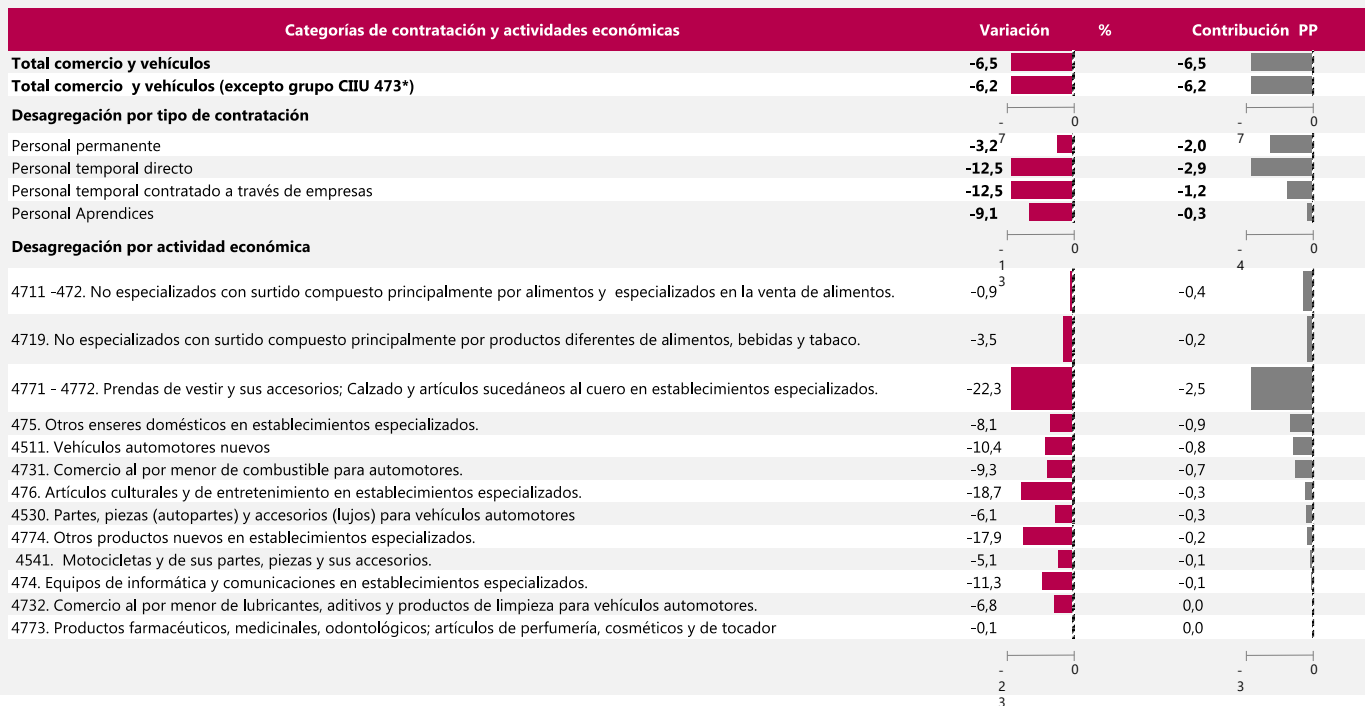 Categorías de contratación y actividades económicas Variación % Contribución PP
Total comercio y vehículos -6,5 -6,5
Total comercio y vehículos (excepto grupo CIIU 473*) -6,2 -6,2
Desagregación por tipo de contratación -7 0 -7 0
Personal permanente -3,2 -2,0
Personal temporal directo -12,5 -2,9
Personal temporal contratado a través de empresas -12,5 -1,2
Personal Aprendices -9,1 -0,3
Desagregación por actividad económica -13 0 -4 0
4711 -472. No especializados con surtido compuesto principalmente por alimentos y especializados en la venta de alimentos. -0,9 -0,4
4719. No especializados con surtido compuesto principalmente por productos diferentes de alimentos, bebidas y tabaco. -3,5 -0,2
4771 - 4772. Prendas de vestir y sus accesorios; Calzado y artículos sucedáneos al cuero en establecimientos especializados. -22,3 -2,5
475. Otros enseres domésticos en establecimientos especializados. -8,1 -0,9
4511. Vehículos automotores nuevos -10,4 -0,8
4731. Comercio al por menor de combustible para automotores. -9,3 -0,7
476. Artículos culturales y de entretenimiento en establecimientos especializados. -18,7 -0,3
4530. Partes, piezas (autopartes) y accesorios (lujos) para vehículos automotores -6,1 -0,3
4774. Otros productos nuevos en establecimientos especializados. -17,9 -0,2
4541. Motocicletas y de sus partes, piezas y sus accesorios. -5,1 -0,1
474. Equipos de informática y comunicaciones en establecimientos especializados. -11,3 -0,1
4732. Comercio al por menor de lubricantes, aditivos y productos de limpieza para vehículos automotores. -6,8 0,0
4773. Productos farmacéuticos, medicinales, odontológicos; artículos de perfumería, cosméticos y de tocador -0,1 0,0
-23 0 -3 0